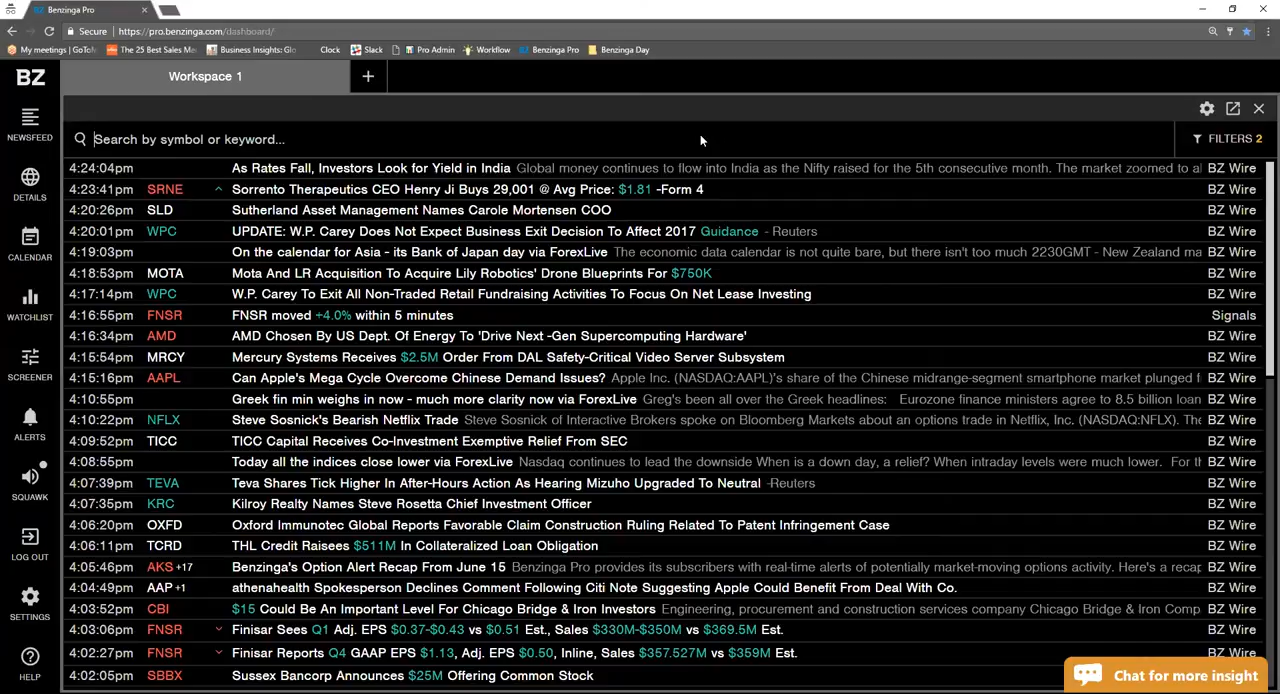 Benzinga Pro
Secure https://pro.benzinga.com/dashboard/
My meetings | GoToM The 25 Best Sales Me Business Insights: Glo Clock Slack Pro Admin Workflow Benzinga Pro Benzinga Day
BZ Workspace 1 +
NEWSFEED
DETAILS
CALENDAR
WATCHLIST
SCREENER
ALERTS
SQUAWK
LOG OUT
SETTINGS
HELP
Search by symbol or keyword... FILTERS 2
4:24:04pm As Rates Fall, Investors Look for Yield in India Global money continues to flow into India as the Nifty raised for the 5th consecutive month. The market zoomed to al BZ Wire
4:23:41pm SRNE Sorrento Therapeutics CEO Henry Ji Buys 29,001 @ Avg Price: $1.81 -Form 4 BZ Wire
4:20:26pm SLD Sutherland Asset Management Names Carole Mortensen COO BZ Wire
4:20:01pm WPC UPDATE: W.P. Carey Does Not Expect Business Exit Decision To Affect 2017 Guidance - Reuters BZ Wire
4:19:03pm On the calendar for Asia - its Bank of Japan day via ForexLive The economic data calendar is not quite bare, but there isn't too much 2230GMT - New Zealand ma BZ Wire
4:18:53pm MOTA Mota And LR Acquisition To Acquire Lily Robotics' Drone Blueprints For $750K BZ Wire
4:17:14pm WPC W.P. Carey To Exit All Non-Traded Retail Fundraising Activities To Focus On Net Lease Investing BZ Wire
4:16:55pm FNSR FNSR moved +4.0% within 5 minutes Signals
4:16:34pm AMD AMD Chosen By US Dept. Of Energy To 'Drive Next -Gen Supercomputing Hardware' BZ Wire
4:15:54pm MRCY Mercury Systems Receives $2.5M Order From DAL Safety-Critical Video Server Subsystem BZ Wire
4:15:16pm AAPL Can Apple's Mega Cycle Overcome Chinese Demand Issues? Apple Inc. (NASDAQ:AAPL)'s share of the Chinese midrange-segment smartphone market plunged f BZ Wire
4:10:55pm Greek fin min weighs in now - much more clarity now via ForexLive Greg's been all over the Greek headlines: Eurozone finance ministers agree to 8.5 billion loan BZ Wire
4:10:22pm NFLX Steve Sosnick's Bearish Netflix Trade Steve Sosnick of Interactive Brokers spoke on Bloomberg Markets about an options trade in Netflix, Inc. (NASDAQ:NFLX). The BZ Wire
4:09:52pm TICC TICC Capital Receives Co-Investment Exemptive Relief From SEC BZ Wire
4:08:55pm Today all the indices close lower via ForexLive Nasdaq continues to lead the downside When is a down day, a relief? When intraday levels were much lower. For th BZ Wire
4:07:39pm TEVA Teva Shares Tick Higher In After-Hours Action As Hearing Mizuho Upgraded To Neutral -Reuters BZ Wire
4:07:35pm KRC Kilroy Realty Names Steve Rosetta Chief Investment Officer BZ Wire
4:06:20pm OXFD Oxford Immunotec Global Reports Favorable Claim Construction Ruling Related To Patent Infringement Case BZ Wire
4:06:11pm TCRD THL Credit Raisees $511M In Collateralized Loan Obligation BZ Wire
4:05:46pm AKS +17 Benzinga's Option Alert Recap From June 15 Benzinga Pro provides its subscribers with real-time alerts of potentially market-moving options activity. Here's a recap BZ Wire
4:04:49pm AAP +1 athenahealth Spokesperson Declines Comment Following Citi Note Suggesting Apple Could Benefit From Deal With Co. BZ Wire
4:03:52pm CBI $15 Could Be An Important Level For Chicago Bridge & Iron Investors Engineering, procurement and construction services company Chicago Bridge & Iron Comp BZ Wire
4:03:06pm FNSR Finisar Sees Q1 Adj. EPS $0.37-$0.43 vs $0.51 Est., Sales $330M-$350M vs $369.5M Est. BZ Wire
4:02:27pm FNSR Finisar Reports Q4 GAAP EPS $1.13, Adj. EPS $0.50, Inline, Sales $357.527M vs $359M Est. BZ Wire
4:02:05pm SBBX Sussex Bancorp Announces $25M Offering Common Stock
Chat for more insight